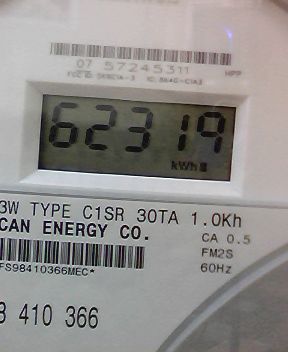 07 57245311 HPP
62319
kWh
3W TYPE C1SR 30TA 1.0Kh
CAN ENERGY CO. CA 0.5
FM2S
60Hz
FS98410366MEC*
8 410 366